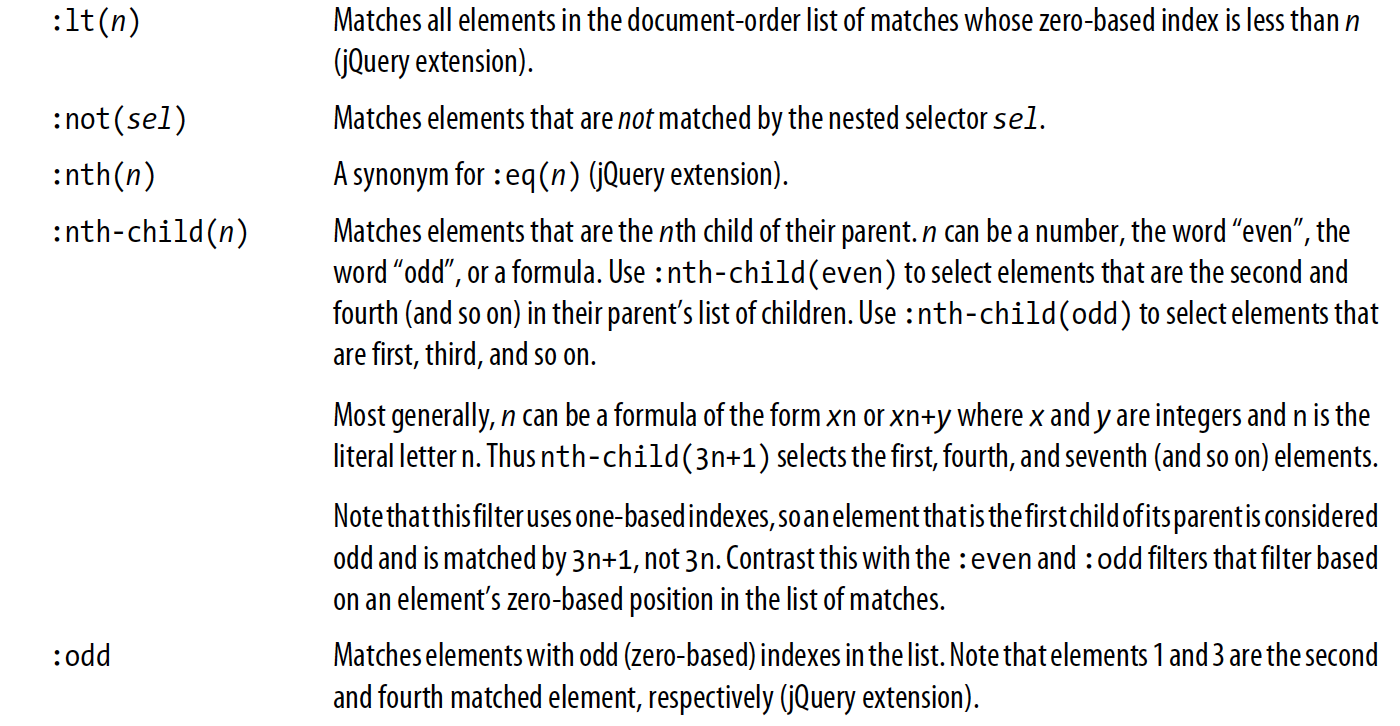 :lt(n) Matches all elements in the document-order list of matches whose zero-based index is less than n
(jQuery extension).
:not(sel) Matches elements that are not matched by the nested selector sel.
:nth(n) A synonym for :eq(n) (jQuery extension).
:nth-child(n) Matches elements that are the nth child of their parent. n can be a number, the word “even”, the
word “odd”, or a formula. Use :nth-child(even) to select elements that are the second and
fourth (and so on) in their parent’s list of children. Use :nth-child(odd) to select elements that
are first, third, and so on.
Most generally, n can be a formula of the form xn or xn+y where x and y are integers and n is the
literal letter n. Thus nth-child(3n+1) selects the first, fourth, and seventh (and so on) elements.
Note that this filter uses one-based indexes, so an element that is the first child of its parent is considered
odd and is matched by 3n+1, not 3n. Contrast this with the :even and :odd filters that filter based
on an element’s zero-based position in the list of matches.
:odd Matches elements with odd (zero-based) indexes in the list. Note that elements 1 and 3 are the second
and fourth matched element, respectively (jQuery extension).